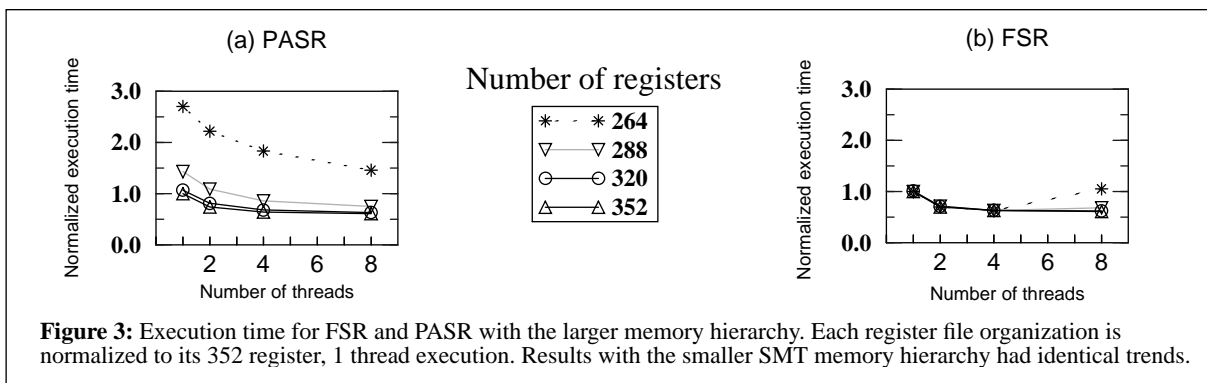 (a) PASR
Normalized execution time
3.0
2.0
1.0
0.0
2 4 6 8
Number of threads
Number of registers
264
288
320
352
(b) FSR
Normalized execution time
3.0
2.0
1.0
0.0
2 4 6 8
Number of threads
Figure 3: Execution time for FSR and PASR with the larger memory hierarchy. Each register file organization is
normalized to its 352 register, 1 thread execution. Results with the smaller SMT memory hierarchy had identical trends.